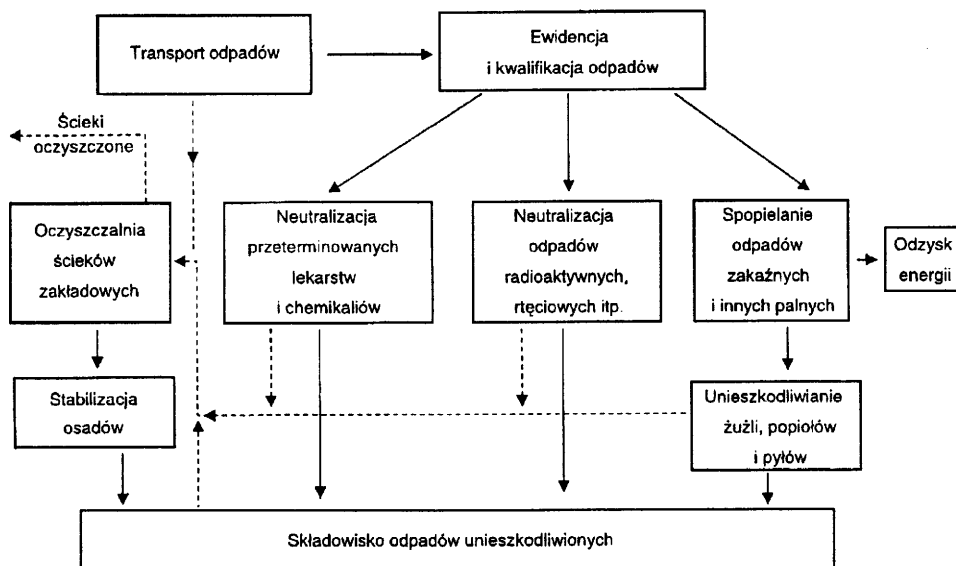 Transport odpadów
Ewidencja
i kwalifikacja odpadów
Ścieki
oczyszczone
Oczyszczalnia
ścieków
zakładowych
Neutralizacja
przeterminowanych
lekarstw
i chemikaliów
Neutralizacja
odpadów
radioaktywnych,
rtęciowych itp.
Spopielanie
odpadów
zakaźnych
i innych palnych
Odzysk
energii
Stabilizacja
osadów
Unieszkodliwianie
żużli, popiołów
i pyłów
Składowisko odpadów unieszkodliwionych